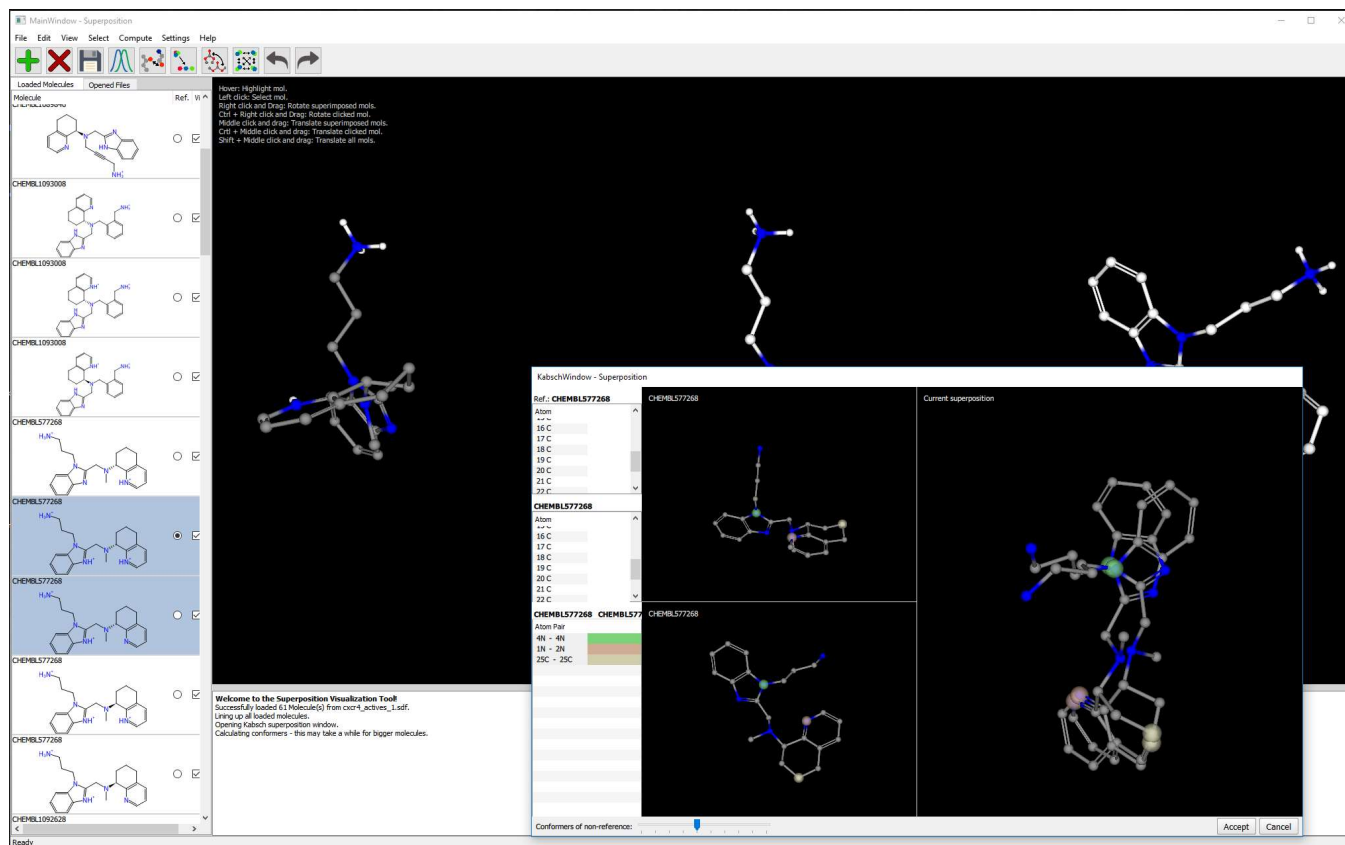 MainWindow - Superposition
File Edit View Select Compute Settings Help
Loaded Molecules Opened Files
Molecule Ref. Vi
CHEMBL1093008
CHEMBL1093008
CHEMBL1093008
CHEMBL577268
CHEMBL577268
CHEMBL577268
CHEMBL577268
CHEMBL577268
CHEMBL1092628
Ready
Hover: Highlight mol.
Left click: Select mol.
Right click and Drag: Rotate superimposed mols.
Ctrl + Right click and Drag: Rotate clicked mol.
Middle click and drag: Translate superimposed mols.
Crtl + Middle click and drag: Translate clicked mol.
Shift + Middle click and drag: Translate all mols.
Welcome to the Superposition Visualization Tool!
Successfully loaded 61 Molecule(s) from cxcr4_actives_1.sdf.
Lining up all loaded molecules.
Opening Kabsch superposition window.
Calculating conformers - this may take a while for bigger molecules.
KabschWindow - Superposition
Ref.: CHEMBL577268
Atom
15 C
16 C
17 C
18 C
19 C
20 C
21 C
22 C
CHEMBL577268
Atom
15 C
16 C
17 C
18 C
19 C
20 C
21 C
22 C
CHEMBL577268 CHEMBL577
Atom Pair
4N - 4N
1N - 2N
25C - 25C
CHEMBL577268
CHEMBL577268
Current superposition
Conformers of non-reference:
Accept Cancel